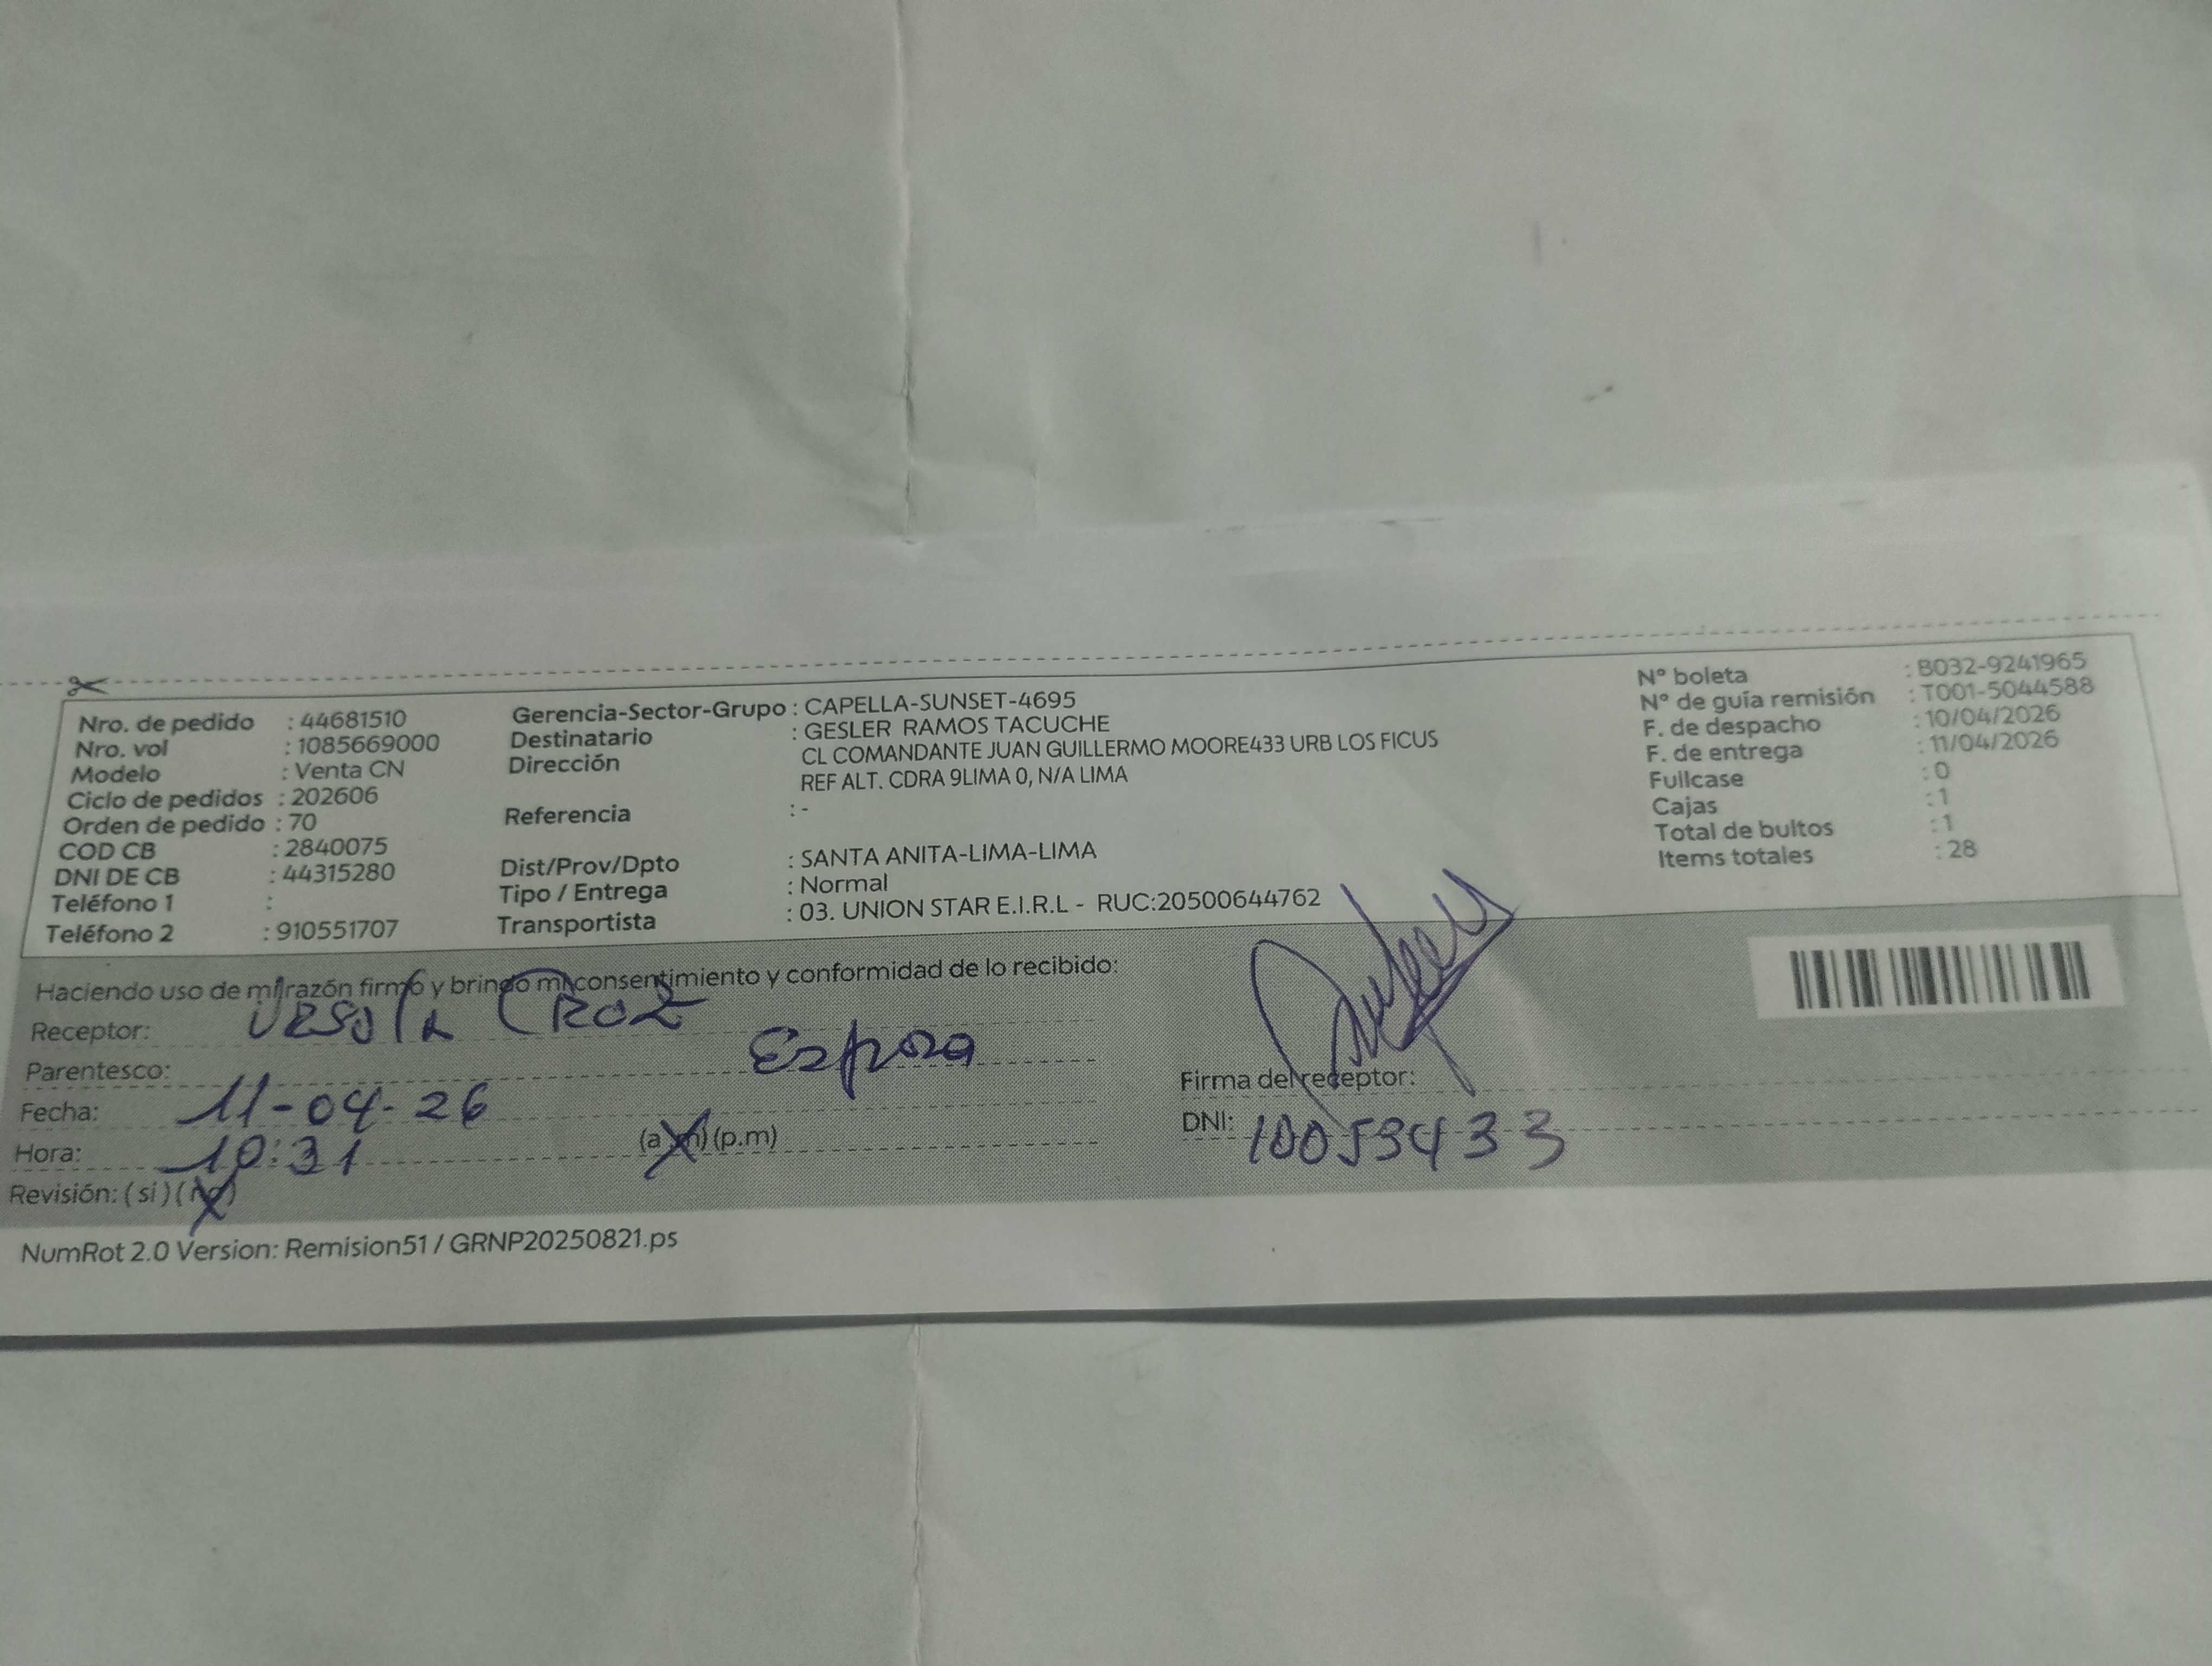 Nro. de pedido : 44681510
Nro. vol : 1085669000
Modelo : Venta CN
Ciclo de pedidos : 202606
Orden de pedido : 70
COD CB : 2840075
DNI DE CB : 44315280
Teléfono 1 :
Teléfono 2 : 910551707
Gerencia-Sector-Grupo : CAPELLA-SUNSET-4695
Destinatario : GESLER RAMOS TACUCHE
Dirección CL COMANDANTE JUAN GUILLERMO MOORE433 URB LOS FICUS
REF ALT. CDRA 9LIMA 0, N/A LIMA
Referencia : -
Dist/Prov/Dpto : SANTA ANITA-LIMA-LIMA
Tipo / Entrega : Normal
Transportista : 03. UNION STAR E.I.R.L - RUC:20500644762
N° boleta : B032-9241965
N° de guía remisión : T001-5044588
F. de despacho : 10/04/2026
F. de entrega : 11/04/2026
Fullcase : 0
Cajas : 1
Total de bultos : 1
Items totales : 28
Haciendo uso de mi razón firmo y brindo mi consentimiento y conformidad de lo recibido:
Receptor: URSULA CROZ
Parentesco: Esposa
Fecha: 11-04-26
Hora: 10:31 (a.m) (p.m)
Revisión: (si) (no)
Firma del receptor:
DNI: 10053433
NumRot 2.0 Version: Remision51 / GRNP20250821.ps